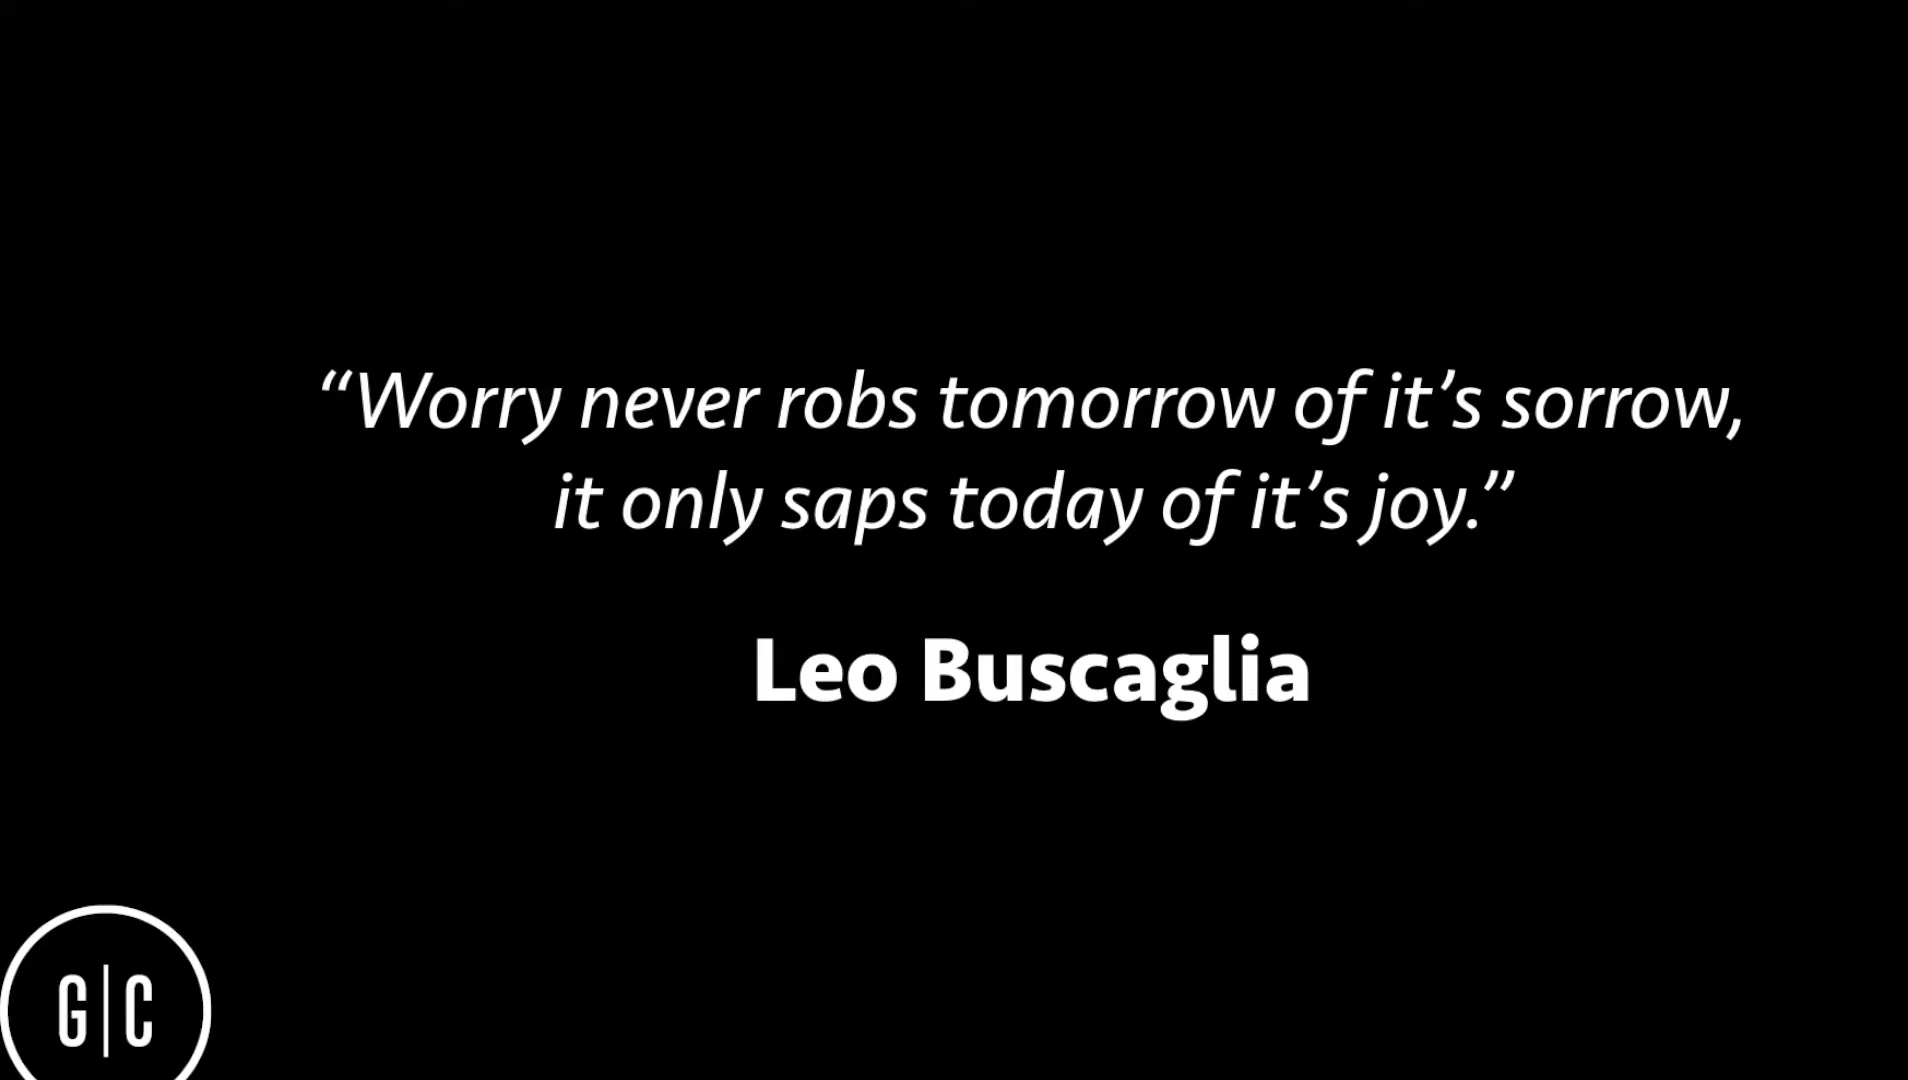 “Worry never robs tomorrow of it’s sorrow,
it only saps today of it’s joy.”
Leo Buscaglia
G|C